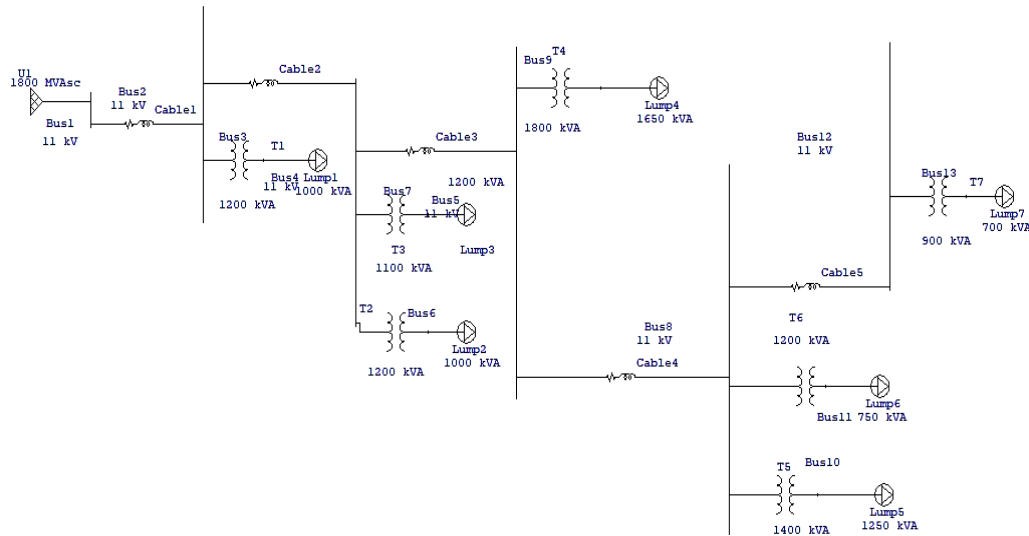 U1
1800 MVAsc
Bus1
11 kV
Bus2
11 kV
Cable1
Cable2
Bus3
T1
Bus4
11 kV
Lump1
1000 kVA
1200 kVA
Cable3
1200 kVA
Bus7
Bus5
11 kV
T3
1100 kVA
Lump3
T2
Bus6
1200 kVA
Lump2
1000 kVA
Bus9
T4
1800 kVA
Lump4
1650 kVA
Bus8
11 kV
Cable4
Bus12
11 kV
Bus13
T7
900 kVA
Lump7
700 kVA
Cable5
T6
1200 kVA
Lump6
Bus11
750 kVA
T5
Bus10
1400 kVA
Lump5
1250 kVA